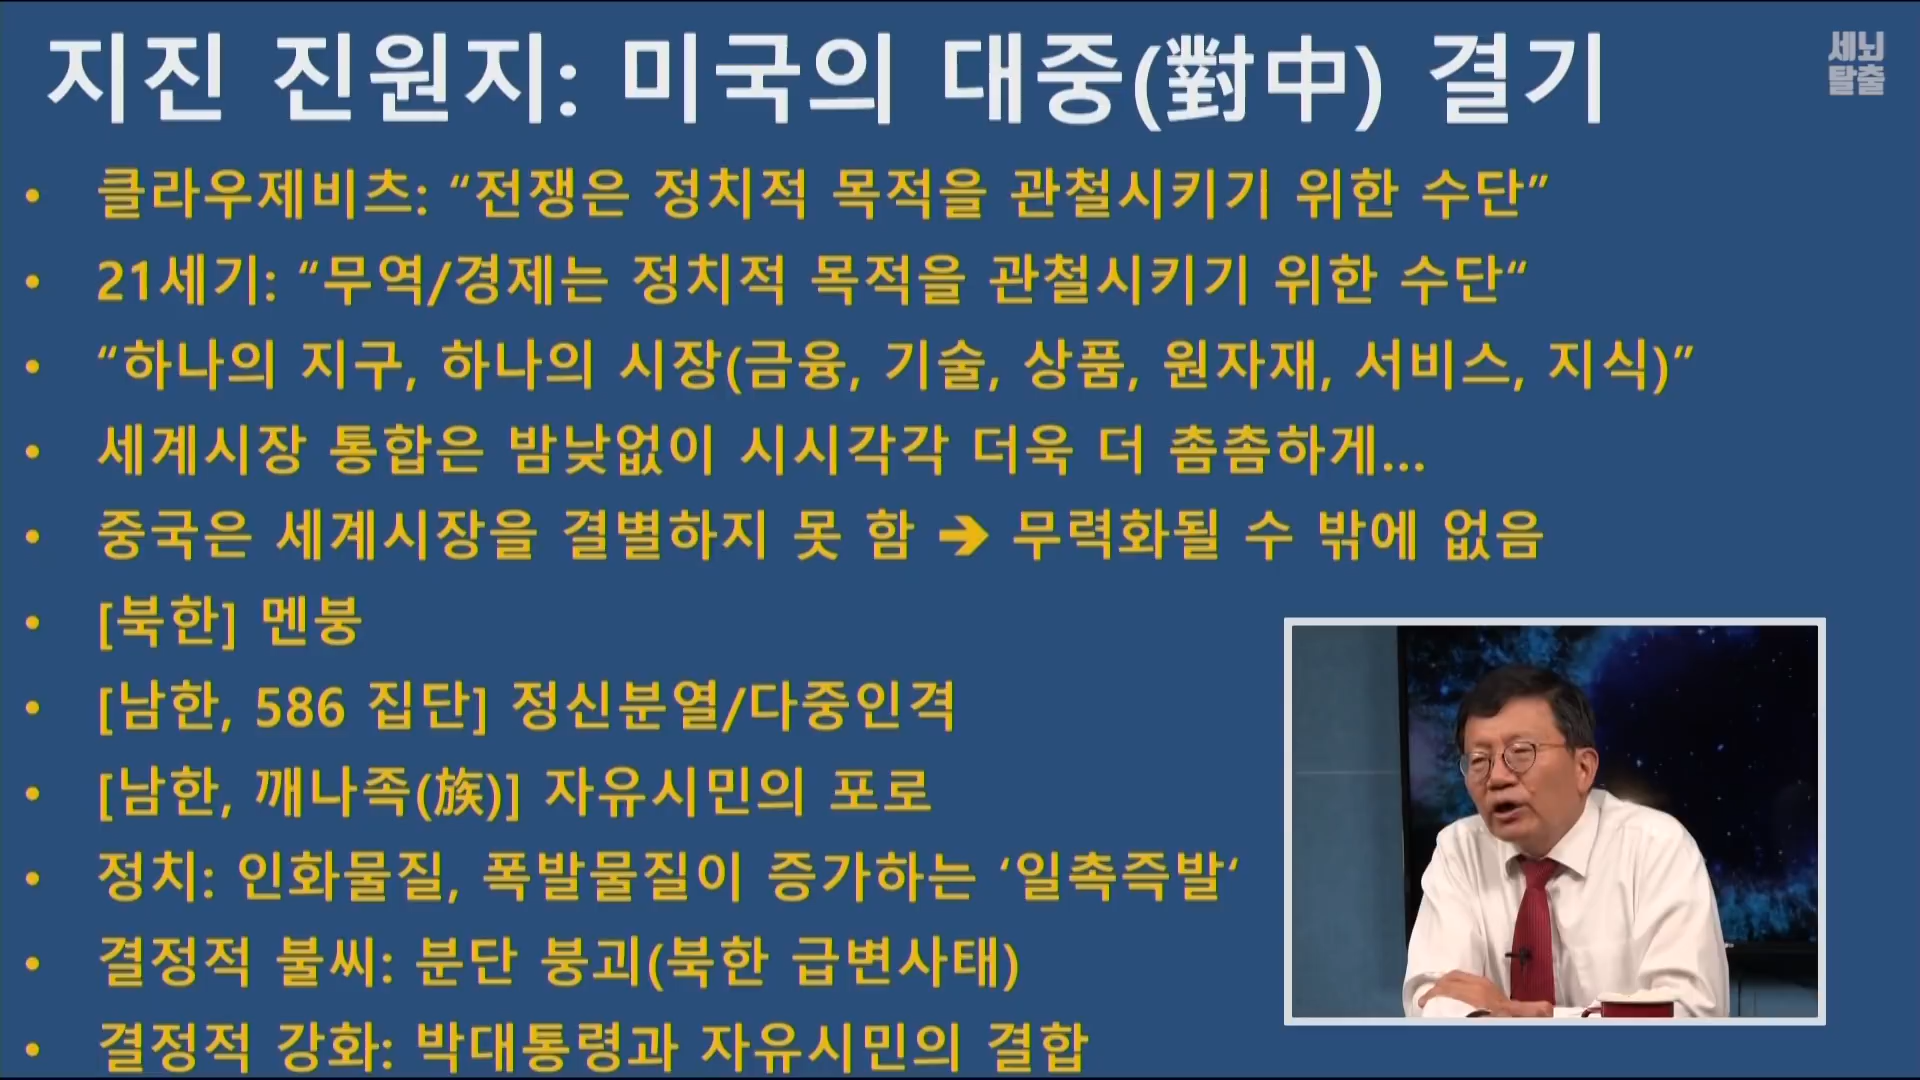 지진 진원지: 미국의 대중(對中) 결기
세뇌
탈출
• 클라우제비츠: “전쟁은 정치적 목적을 관철시키기 위한 수단”
• 21세기: “무역/경제는 정치적 목적을 관철시키기 위한 수단“
• “하나의 지구, 하나의 시장(금융, 기술, 상품, 원자재, 서비스, 지식)”
• 세계시장 통합은 밤낮없이 시시각각 더욱 더 촘촘하게...
• 중국은 세계시장을 결별하지 못 함 ➔ 무력화될 수 밖에 없음
• [북한] 멘붕
• [남한, 586 집단] 정신분열/다중인격
• [남한, 깨나족(族)] 자유시민의 포로
• 정치: 인화물질, 폭발물질이 증가하는 ‘일촉즉발‘
• 결정적 불씨: 분단 붕괴(북한 급변사태)
• 결정적 강화: 박대통령과 자유시민의 결합